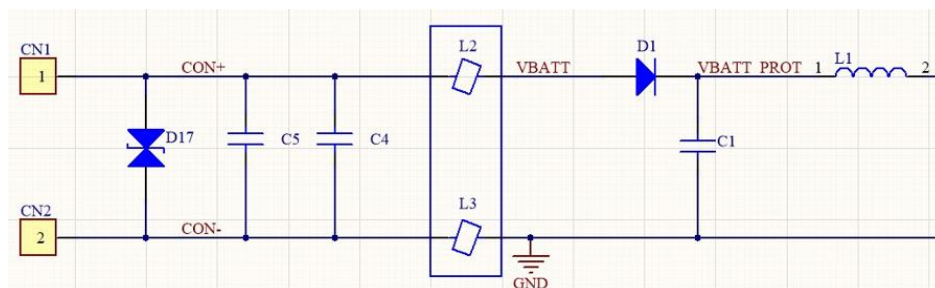 CN1
1
CON+
D17
C5
C4
L2
VBATT
D1
VBATT_PROT
1
L1
2
C1
CN2
2
CON-
L3
GND